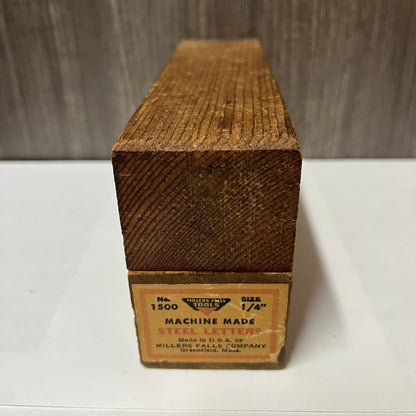 No. MILLERS FALLS SIZE
1500 TOOLS 1/4"
MACHINE MADE
STEEL LETTERS
Made in U.S.A. by
MILLERS FALLS COMPANY
Greenfield, Mass.